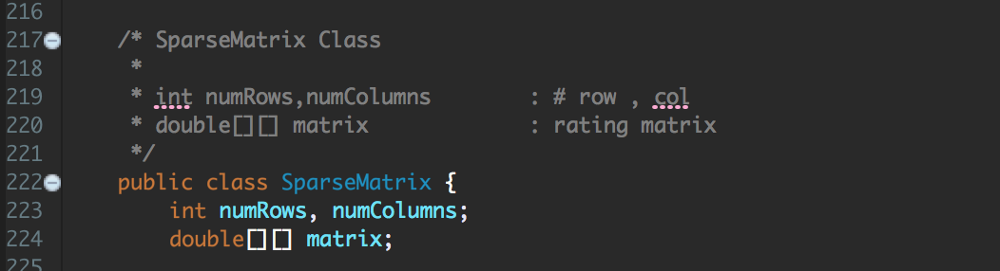 216
217 /* SparseMatrix Class
218 *
219 * int numRows,numColumns : # row , col
220 * double[][] matrix : rating matrix
221 */
222 public class SparseMatrix {
223 int numRows, numColumns;
224 double[][] matrix;
225